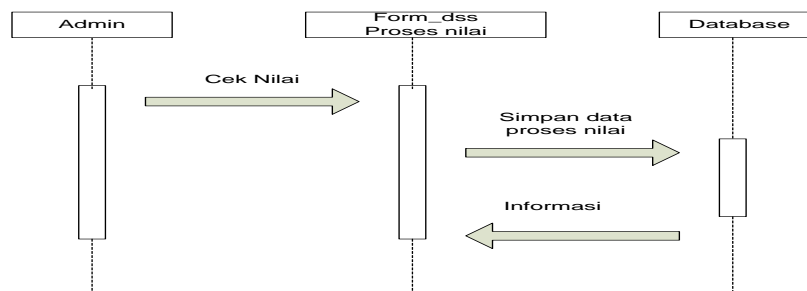 Admin
Form_dss
Proses nilai
Database
Cek Nilai
Simpan data
proses nilai
Informasi